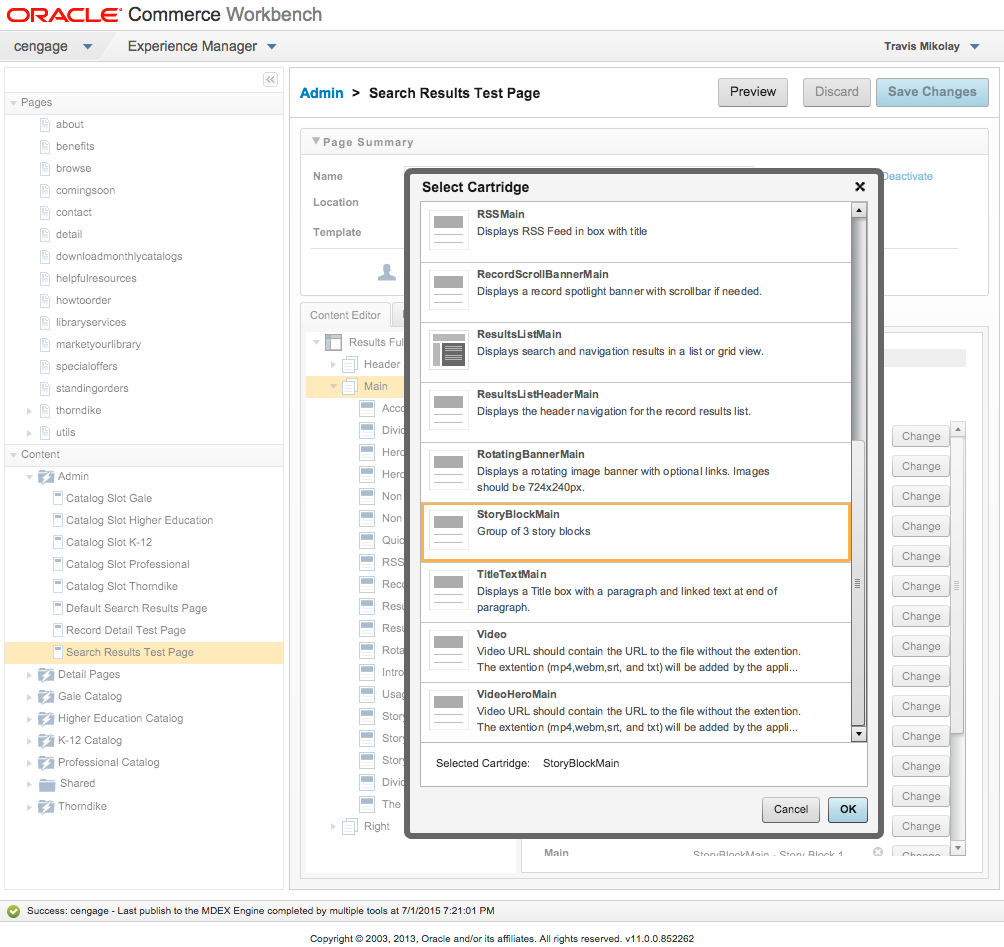 ORACLE Commerce Workbench
cengage Experience Manager Travis Mikolay
Admin > Search Results Test Page Preview Discard Save Changes
Pages
about
benefits
browse
comingsoon
contact
detail
downloadmonthlycatalogs
helpfulresources
howtoorder
libraryservices
marketyourlibrary
specialoffers
standingorders
thorndike
utils
Content
Admin
Catalog Slot Gale
Catalog Slot Higher Education
Catalog Slot K-12
Catalog Slot Professional
Catalog Slot Thorndike
Default Search Results Page
Record Detail Test Page
Search Results Test Page
Detail Pages
Gale Catalog
Higher Education Catalog
K-12 Catalog
Professional Catalog
Shared
Thorndike
Page Summary
Name Deactivate
Location
Template
Content Editor
Results Ful
Header
Main
Acco
Divid
Hero
Hero
Non
Non
Quic
RSS
Reco
Resu
Resu
Rota
Intro
Usag
Story
Story
Story
Divid
The
Right
Select Cartridge
RSSMain
Displays RSS Feed in box with title
RecordScrollBannerMain
Displays a record spotlight banner with scrollbar if needed.
ResultsListMain
Displays search and navigation results in a list or grid view.
ResultsListHeaderMain
Displays the header navigation for the record results list.
RotatingBannerMain
Displays a rotating image banner with optional links. Images
should be 724x240px.
StoryBlockMain
Group of 3 story blocks
TitleTextMain
Displays a Title box with a paragraph and linked text at end of
paragraph.
Video
Video URL should contain the URL to the file without the extention.
The extention (mp4,webm,srt, and txt) will be added by the appli...
VideoHeroMain
Video URL should contain the URL to the file without the extention.
The extention (mp4,webm,srt, and txt) will be added by the appli...
Selected Cartridge: StoryBlockMain
Cancel OK
Change
Change
Change
Change
Change
Change
Change
Change
Change
Change
Change
Change
Change
Change
Main StoryBlockMain - Story Block 1 Change
Success: cengage - Last publish to the MDEX Engine completed by multiple tools at 7/1/2015 7:21:01 PM
Copyright © 2003, 2013, Oracle and/or its affiliates. All rights reserved. v11.0.0.852262